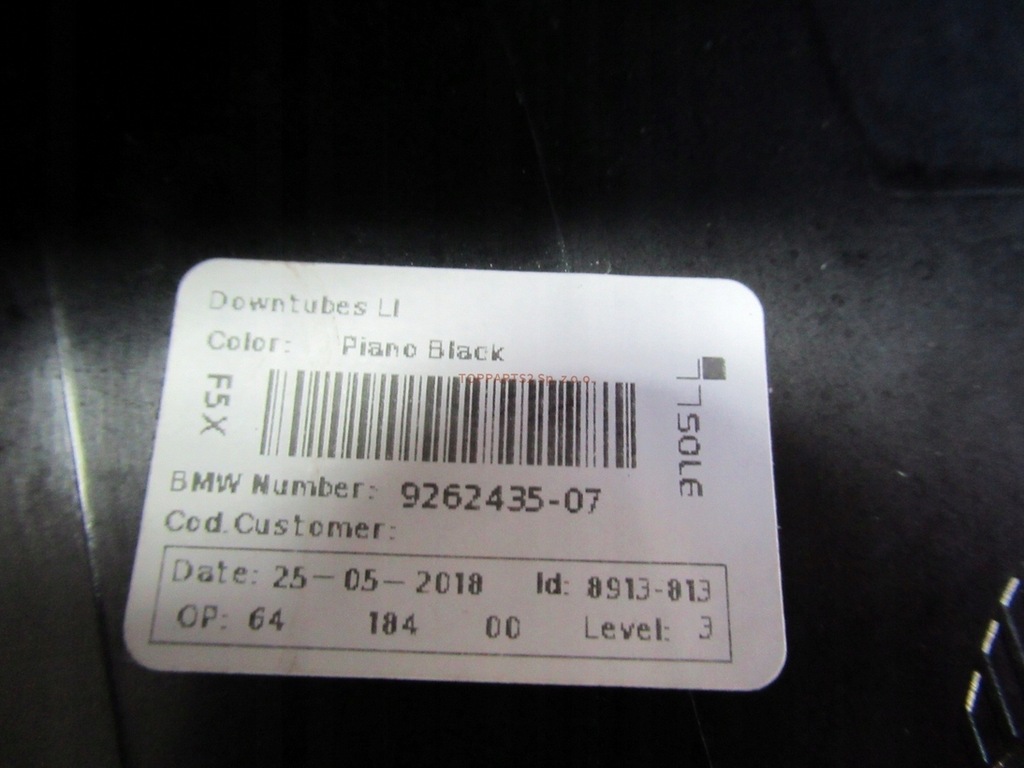 Downtubes LI
Color: Piano Black
TOPPARTS2 Sp. z o. o.
F5X
SOLE
BMW Number: 9262435-07
Cod.Customer:
Date: 25-05-2018 Id: 8913-813
OP: 64 184 00 Level: 3